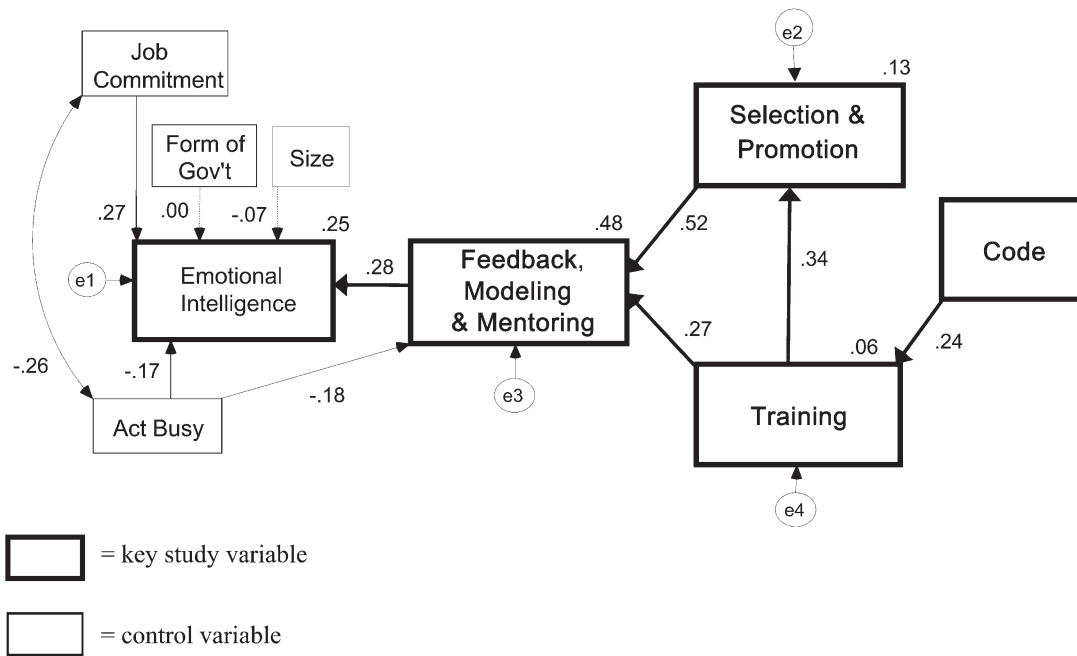 Job
Commitment
Form of
Gov't
Size
.27
.00
-.07
.25
e1
Emotional
Intelligence
-.26
-.17
Act Busy
.28
-.18
.48
Feedback,
Modeling
& Mentoring
e3
e2
.13
Selection &
Promotion
.52
.34
.27
Code
.24
.06
Training
e4
= key study variable
= control variable